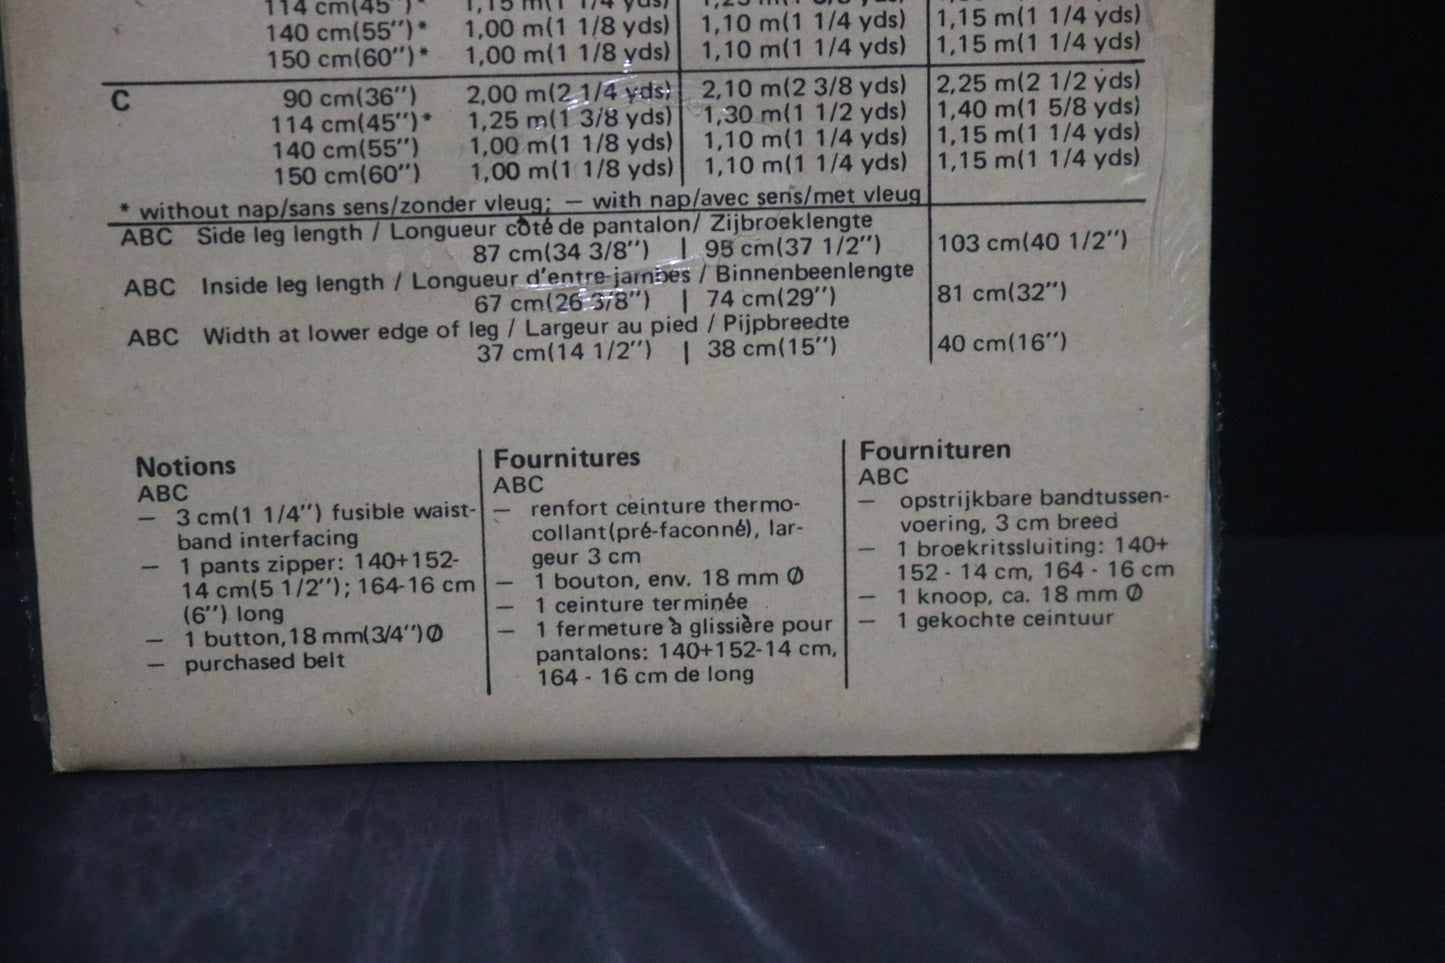 114 cm(45")* 1,15 m(1 1/4 yds)
140 cm(55")* 1,00 m(1 1/8 yds) 1,10 m(1 1/4 yds) 1,15 m(1 1/4 yds)
150 cm(60")* 1,00 m(1 1/8 yds) 1,10 m(1 1/4 yds) 1,15 m(1 1/4 yds)
C 90 cm(36") 2,00 m(2 1/4 yds) 2,10 m(2 3/8 yds) 2,25 m(2 1/2 yds)
114 cm(45")* 1,25 m(1 3/8 yds) 1,30 m(1 1/2 yds) 1,40 m(1 5/8 yds)
140 cm(55") 1,00 m(1 1/8 yds) 1,10 m(1 1/4 yds) 1,15 m(1 1/4 yds)
150 cm(60") 1,00 m(1 1/8 yds) 1,10 m(1 1/4 yds) 1,15 m(1 1/4 yds)
* without nap/sans sens/zonder vleug; — with nap/avec sens/met vleug
ABC Side leg length / Longueur côté de pantalon/ Zijbroeklengte
87 cm(34 3/8") | 95 cm(37 1/2") 103 cm(40 1/2")
ABC Inside leg length / Longueur d'entre-jambes / Binnenbeenlengte
67 cm(26 3/8") | 74 cm(29") 81 cm(32")
ABC Width at lower edge of leg / Largeur au pied / Pijpbreedte
37 cm(14 1/2") | 38 cm(15") 40 cm(16")
Notions
ABC
— 3 cm(1 1/4") fusible waist-
band interfacing
— 1 pants zipper: 140+152-
14 cm(5 1/2"); 164-16 cm
(6") long
— 1 button,18 mm(3/4")Ø
— purchased belt
Fournitures
ABC
— renfort ceinture thermo-
collant(pré-faconné), lar-
geur 3 cm
— 1 bouton, env. 18 mm Ø
— 1 ceinture terminée
— 1 fermeture à glissière pour
pantalons: 140+152-14 cm,
164 - 16 cm de long
Fournituren
ABC
— opstrijkbare bandtussen-
voering, 3 cm breed
— 1 broekritssluiting: 140+
152 - 14 cm, 164 - 16 cm
— 1 knoop, ca. 18 mm Ø
— 1 gekochte ceintuur